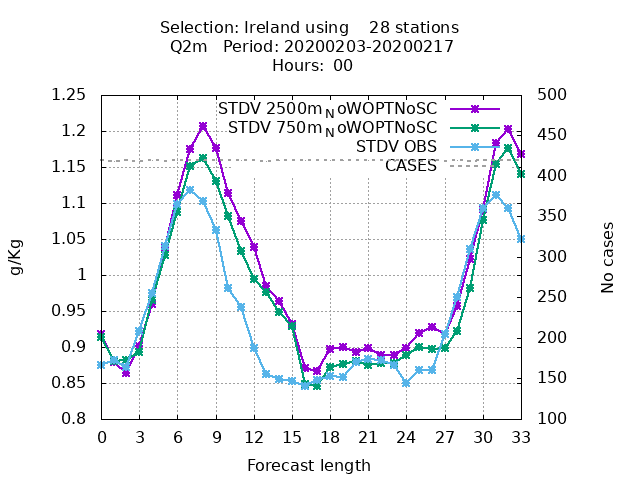 Selection: Ireland using    28 stations
Q2m   Period: 20200203-20200217
Hours:  00
1.25
1.2
1.15
1.1
1.05
1
0.95
0.9
0.85
0.8
g/Kg
STDV 2500mNoWOPTNoSC
STDV 750mNoWOPTNoSC
STDV OBS
CASES
500
450
400
350
300
250
200
150
100
No cases
0 3 6 9 12 15 18 21 24 27 30 33
Forecast length